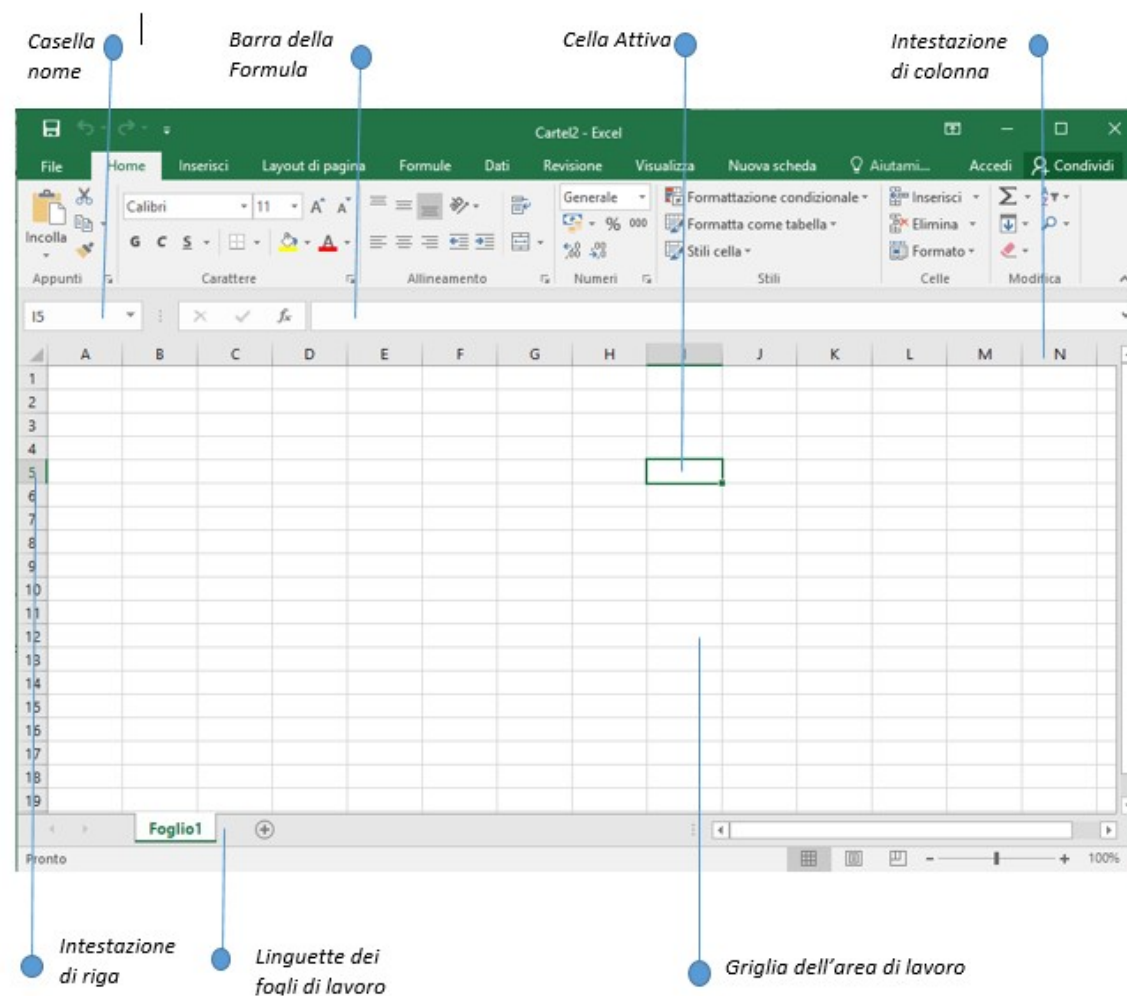 Casella
nome
Barra della
Formula
Cella Attiva
Intestazione
di colonna
Cartel2 - Excel
File Home Inserisci Layout di pagina Formule Dati Revisione Visualizza Nuova scheda Aiutami... Accedi Condividi
Incolla
Calibri 11 A A
G C S A
Generale
% 000
,00 ,00
Formattazione condizionale
Formatta come tabella
Stili cella
Inserisci
Elimina
Formato
Σ
Appunti Carattere Allineamento Numeri Stili Celle Modifica
I5 fx
A B C D E F G H I J K L M N
1
2
3
4
5
6
7
8
9
10
11
12
13
14
15
16
17
18
19
Foglio1
Pronto 100%
Intestazione
di riga
Linguette dei
fogli di lavoro
Griglia dell'area di lavoro